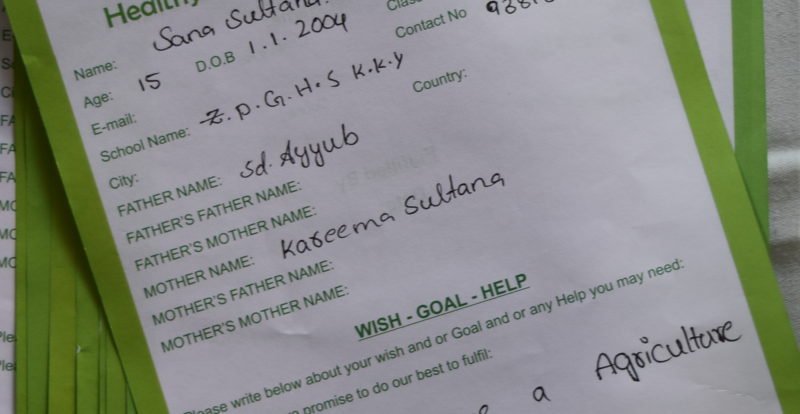 Name: Sana Sultana.
Age: 15 D.O.B 1.1.2004 Contact No
E-mail:
School Name: Z.P.G.H.S K.K.Y
City: Country:
FATHER NAME: Sd. Ayyub
FATHER'S FATHER NAME:
FATHER'S MOTHER NAME:
MOTHER NAME: Kareema Sultana
MOTHER'S FATHER NAME:
MOTHER'S MOTHER NAME:
WISH - GOAL - HELP
Please write below about your wish and or Goal and or any Help you may need:
promise to do our best to fulfil:
a Agriculture